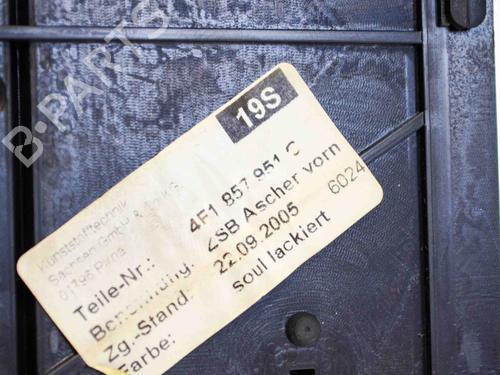 B-PARTS
19S
Kunststofftechnik
Sachsen GmbH & Co. KG
01796 Pirna
Teile-Nr.: 4F1 857 951 C
Benennung: ZSB Ascher vorn
Zg.-Stand: 22.09.2005 6024
Farbe: soul lackiert